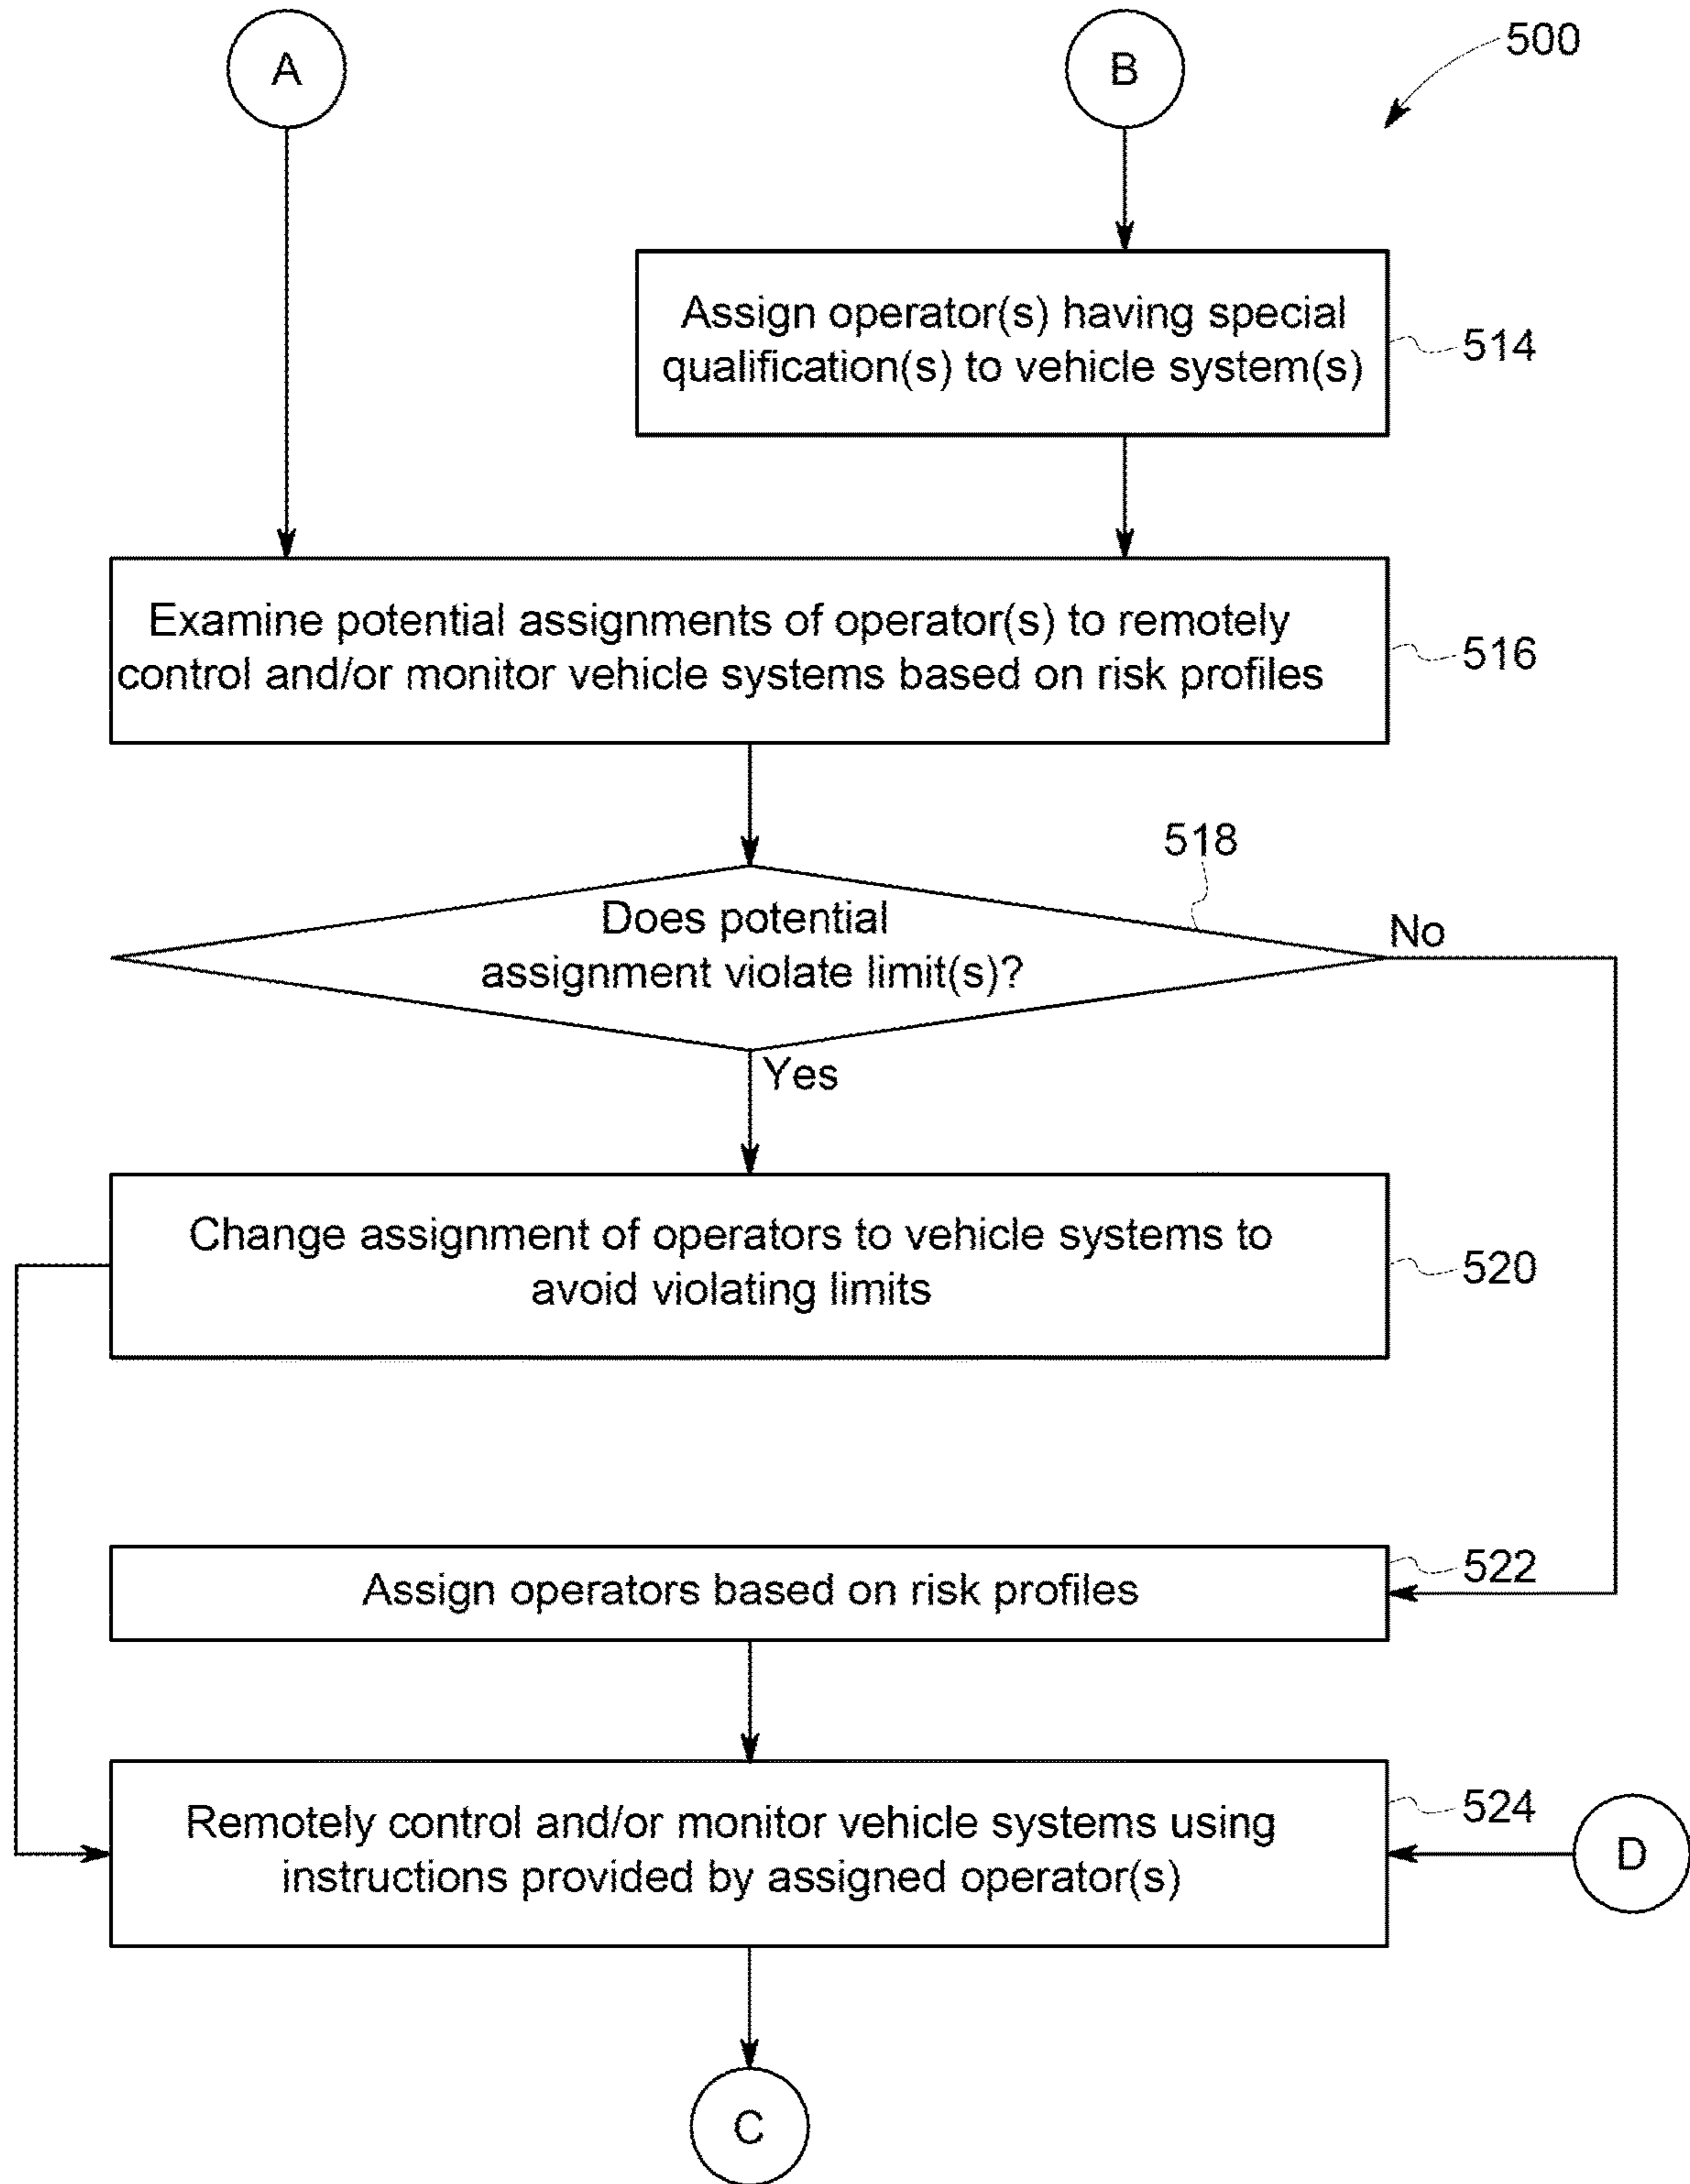 A
B
500
Assign operator(s) having special
qualification(s) to vehicle system(s)
514
Examine potential assignments of operator(s) to remotely
control and/or monitor vehicle systems based on risk profiles
516
518
Does potential
assignment violate limit(s)?
No
Yes
Change assignment of operators to vehicle systems to
avoid violating limits
520
Assign operators based on risk profiles
522
Remotely control and/or monitor vehicle systems using
instructions provided by assigned operator(s)
524
D
C